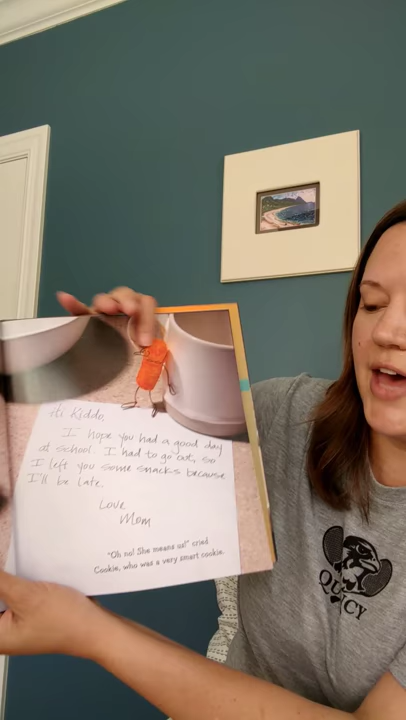 Hi Kiddo,
I hope you had a good day
at school. I had to go out, so
I left you some snacks because
I'll be late.
Love
Mom
"Oh no! She means us!" cried
Cookie, who was a very smart cookie.
QUINCY